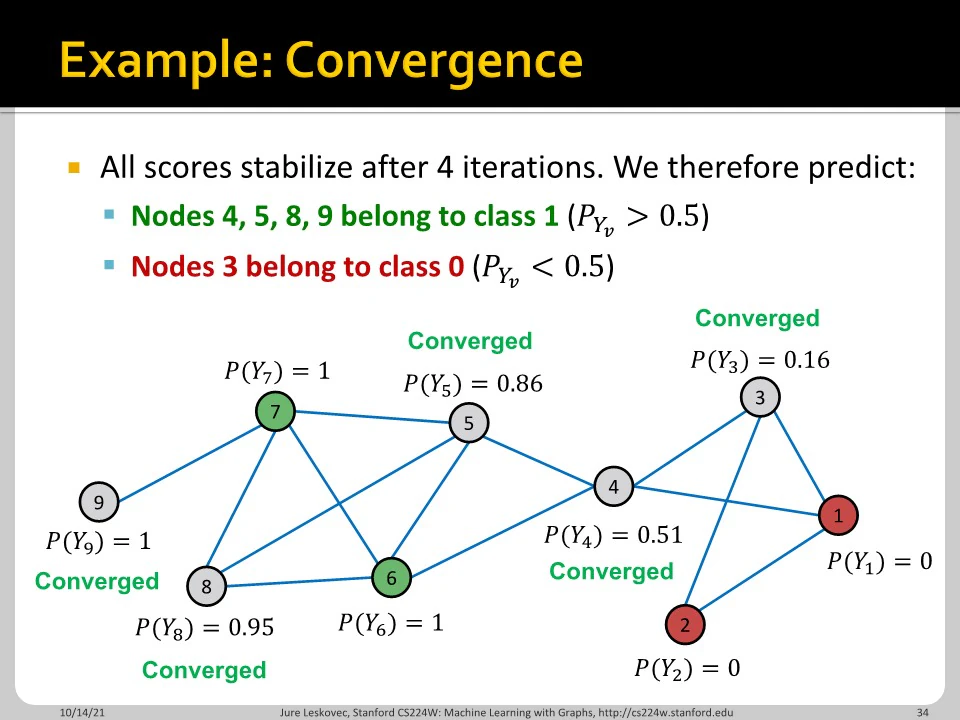 Example: Convergence
All scores stabilize after 4 iterations. We therefore predict:
Nodes 4, 5, 8, 9 belong to class 1 (P_{Y_v} > 0.5)
Nodes 3 belong to class 0 (P_{Y_v} < 0.5)
Converged
P(Y_3) = 0.16
3
Converged
P(Y_5) = 0.86
5
P(Y_7) = 1
7
4
P(Y_4) = 0.51
Converged
9
P(Y_9) = 1
Converged
1
P(Y_1) = 0
8
P(Y_8) = 0.95
Converged
6
P(Y_6) = 1
2
P(Y_2) = 0
10/14/21
Jure Leskovec, Stanford CS224W: Machine Learning with Graphs, http://cs224w.stanford.edu
34